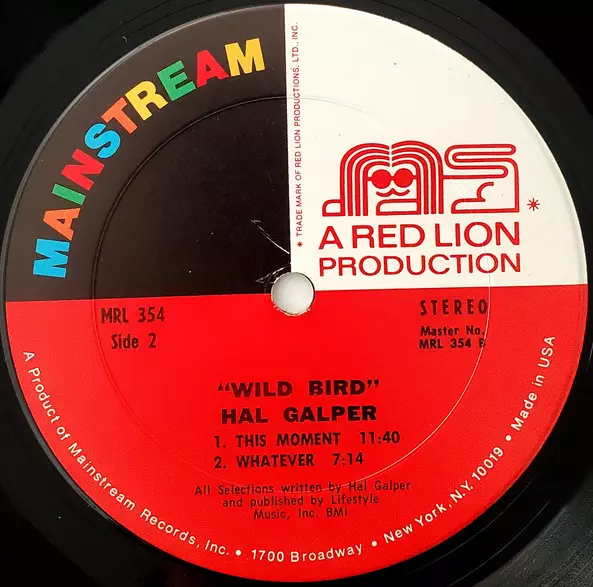 MAINSTREAM
* TRADE MARK OF RED LION PRODUCTIONS, LTD., INC.
*
A RED LION
PRODUCTION
MRL 354
Side 2
STEREO
Master No.
MRL 354 B
"WILD BIRD"
HAL GALPER
1. THIS MOMENT 11:40
2. WHATEVER 7:14
All Selections written by Hal Galper
and published by Lifestyle
Music, Inc. BMI
A Product of Mainstream Records, Inc. • 1700 Broadway • New York, N.Y. 10019 • Made in USA